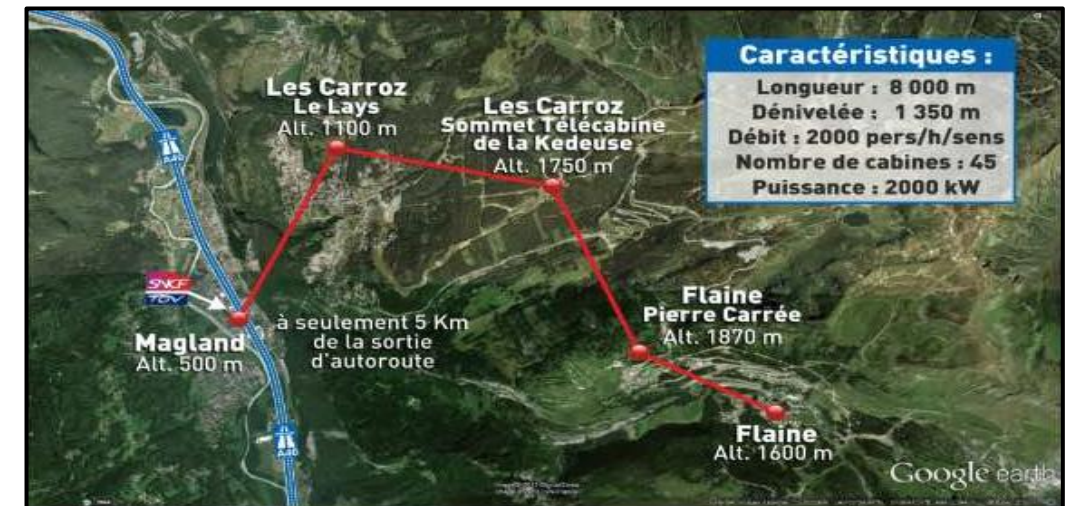 Caractéristiques :
Longueur : 8 000 m
Dénivelée : 1 350 m
Débit : 2000 pers/h/sens
Nombre de cabines : 45
Puissance : 2000 kW
Les Carroz
Le Lays
Alt. 1100 m
Les Carroz
Sommet Télécabine
de la Kedeuse
Alt. 1750 m
A40
SNCF
TGV
Magland
Alt. 500 m
à seulement 5 Km
de la sortie
d'autoroute
Flaine
Pierre Carrée
Alt. 1870 m
Flaine
Alt. 1600 m
A40
Google earth